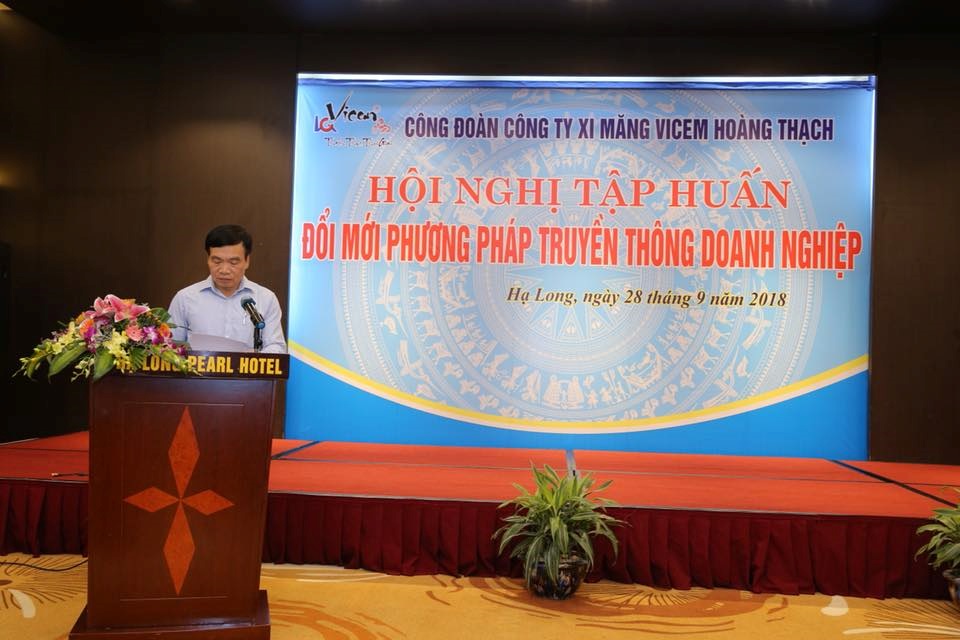 Vicem
CÔNG ĐOÀN CÔNG TY XI MĂNG VICEM HOÀNG THẠCH
HỘI NGHỊ TẬP HUẤN
ĐỔI MỚI PHƯƠNG PHÁP TRUYỀN THÔNG DOANH NGHIỆP
Hạ Long, ngày 28 tháng 9 năm 2018
LONG PEARL HOTEL